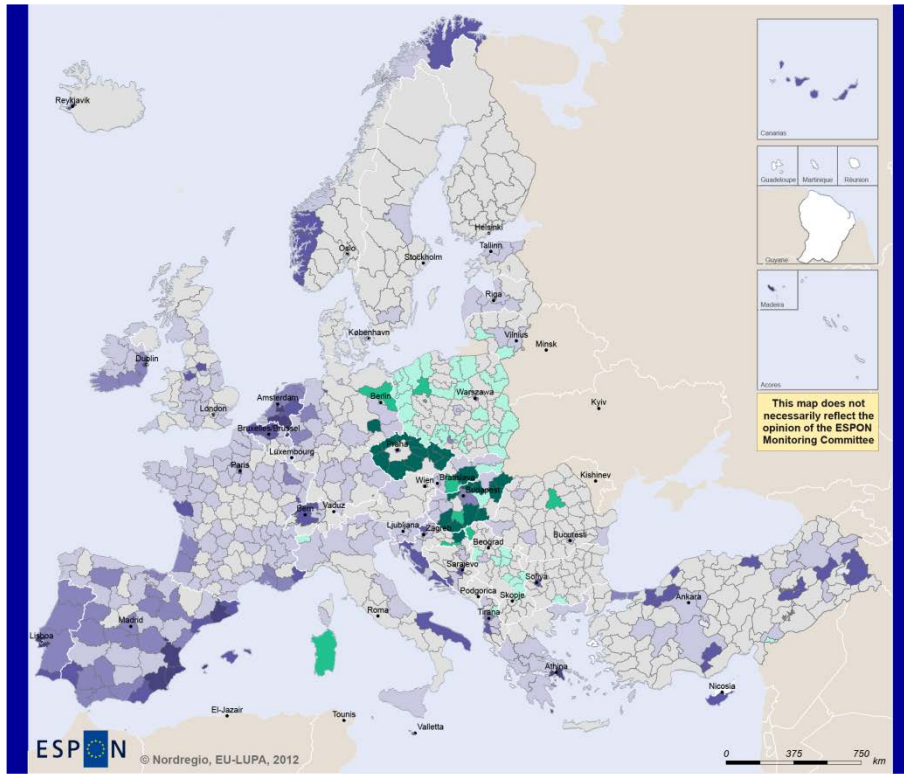 Reykjavik
Canarias
Guadeloupe
Martinique
Réunion
Guyane
Madeira
Acores
This map does not
necessarily reflect the
opinion of the ESPON
Monitoring Committee
Helsinki
Oslo
Tallinn
Stockholm
Riga
København
Vilnius
Minsk
Dublin
Amsterdam
Berlin
Warszawa
London
Kyiv
Bruxelles/Brussel
Praha
Luxembourg
Paris
Wien
Bratislava
Kishinev
Budapest
Bern
Vaduz
Ljubljana
Zagreb
Beograd
Bucuresti
Sarajevo
Sofiya
Podgorica
Skopje
Roma
Tirana
Ankara
Madrid
Lisboa
Athina
Nicosia
El-Jazair
Tounis
Valletta
ESPON
© Nordregio, EU-LUPA, 2012
0 375 750
km